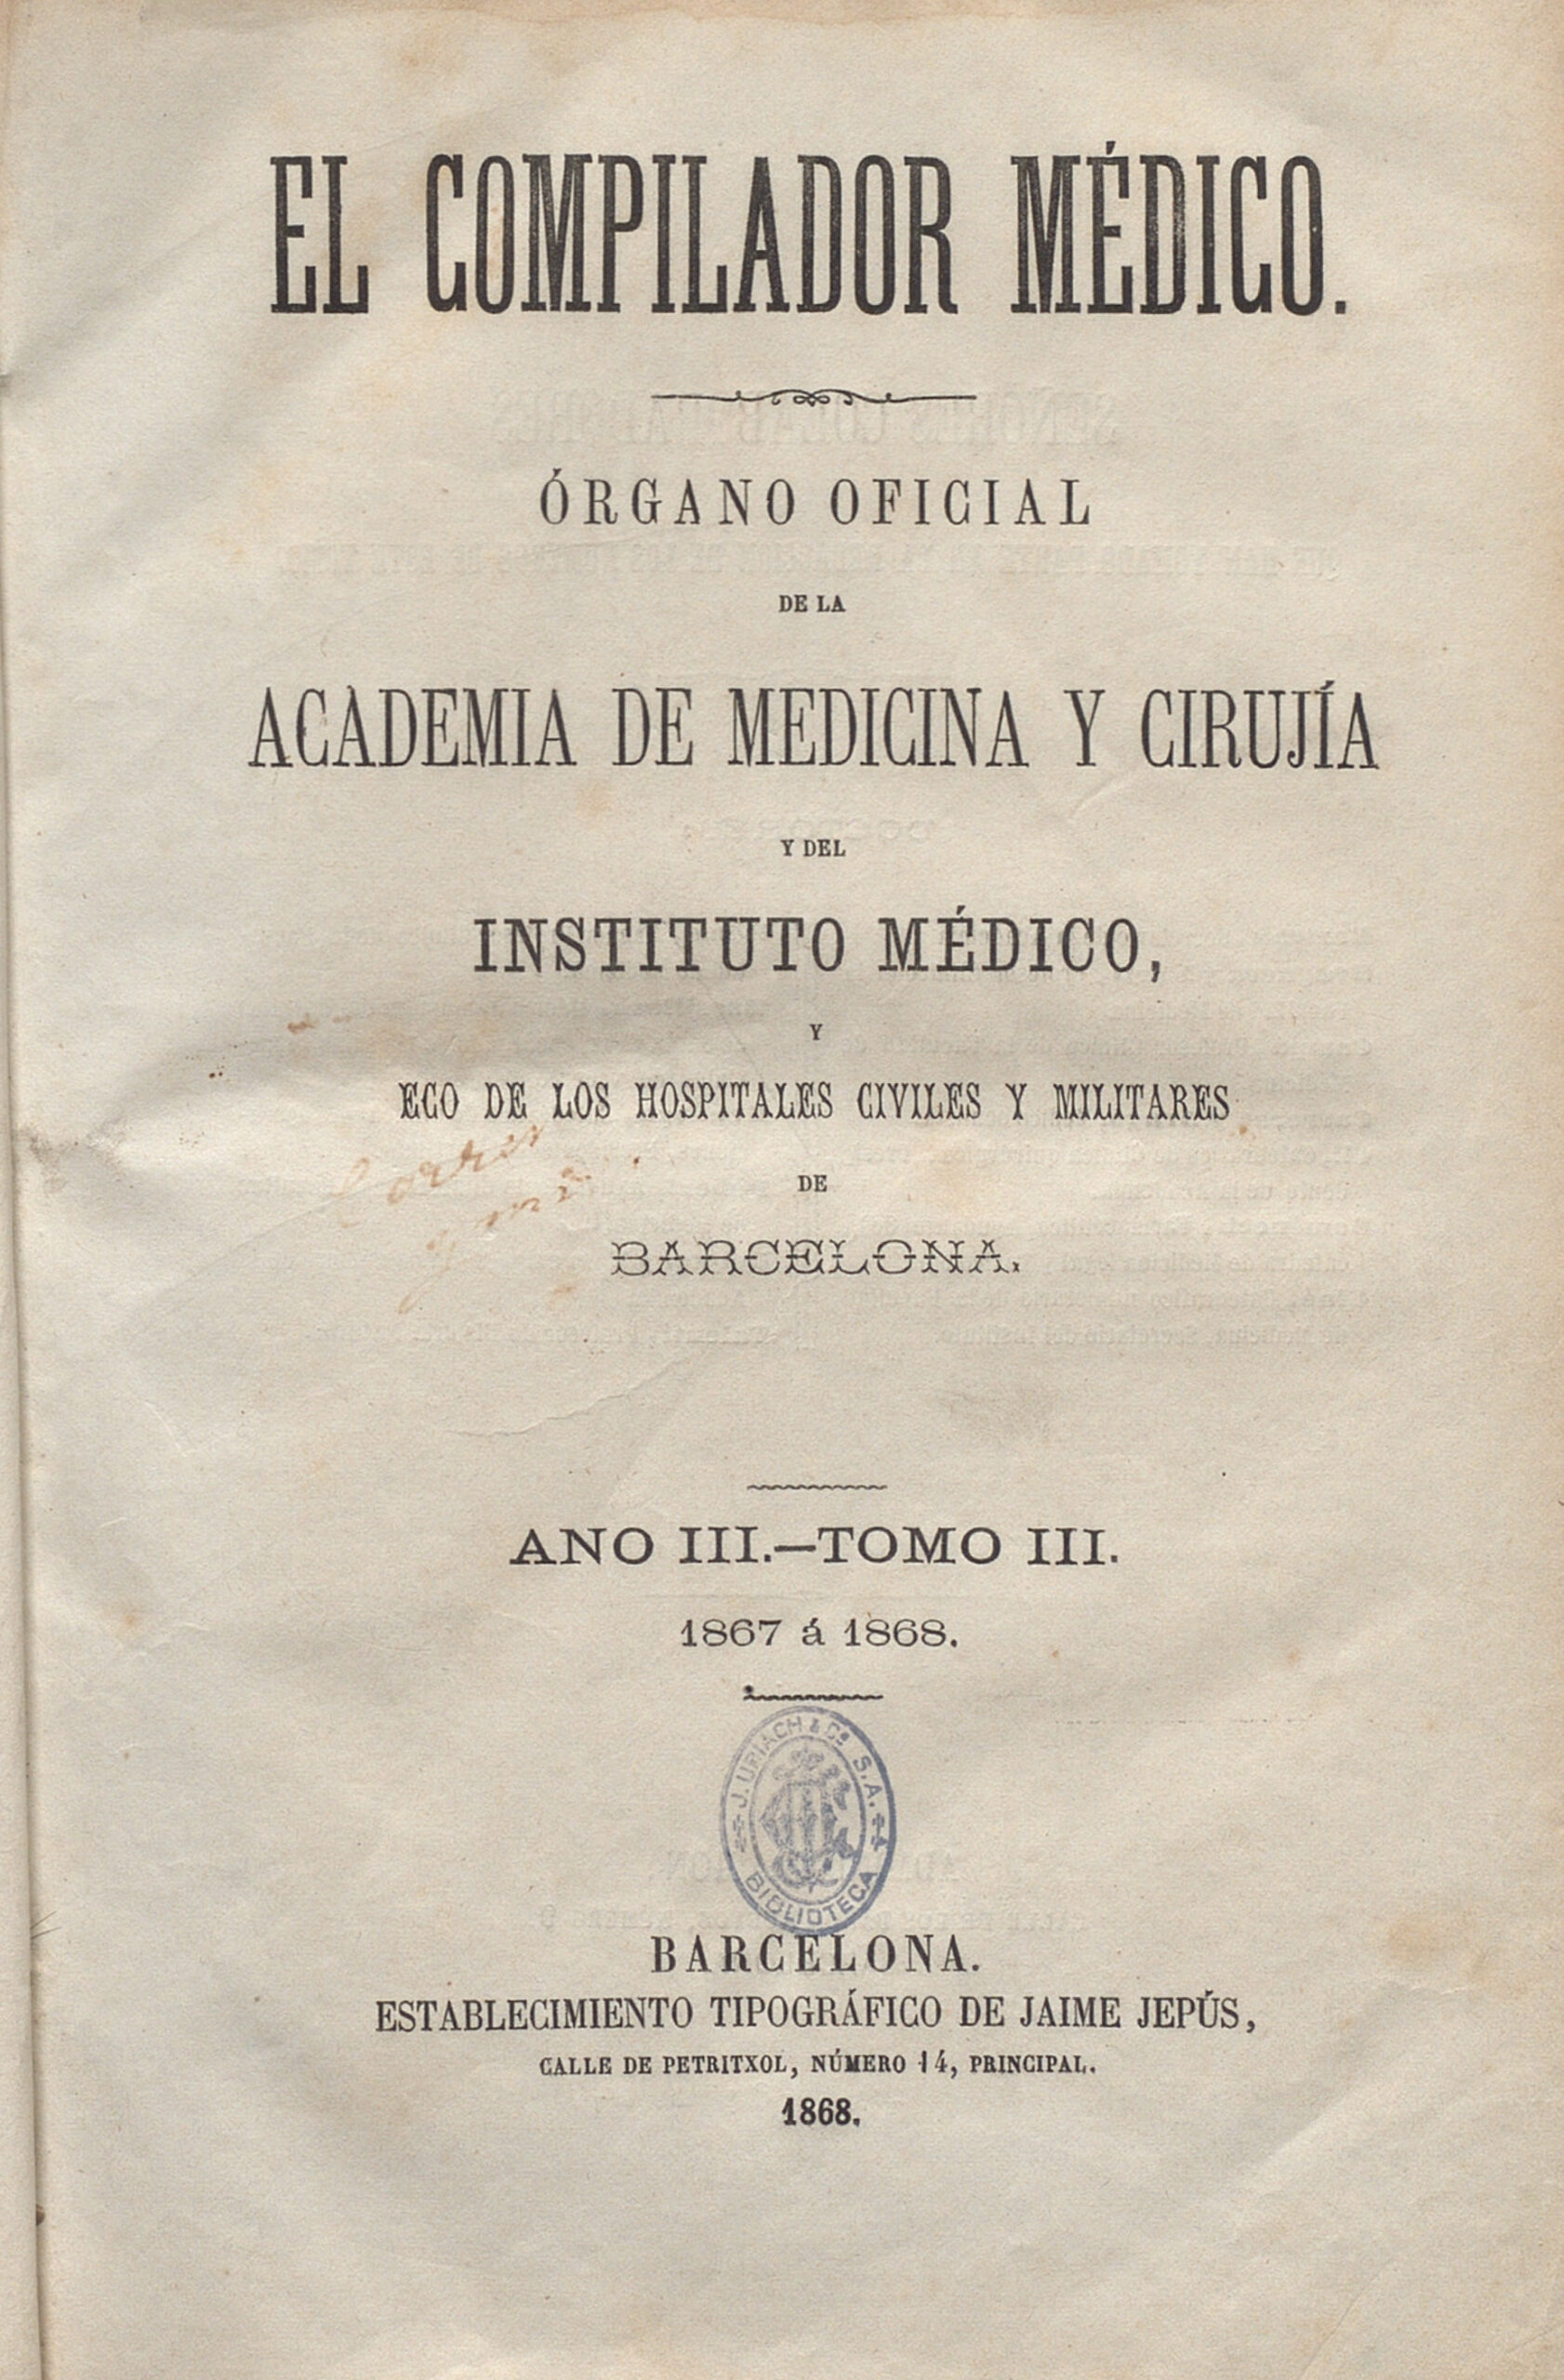 EL COMPILADOR MÉDICO.
ÓRGANO OFICIAL
DE LA
ACADEMIA DE MEDICINA Y CIRUJÍA
Y DEL
INSTITUTO MÉDICO,
Y
ECO DE LOS HOSPITALES CIVILES Y MILITARES
DE
BARCELONA.
ANO III.—TOMO III.
1867 á 1868.
J. URIACH & Cª S.A.
BIBLIOTECA
BARCELONA.
ESTABLECIMIENTO TIPOGRÁFICO DE JAIME JEPÚS,
CALLE DE PETRITXOL, NÚMERO 14, PRINCIPAL.
1868.